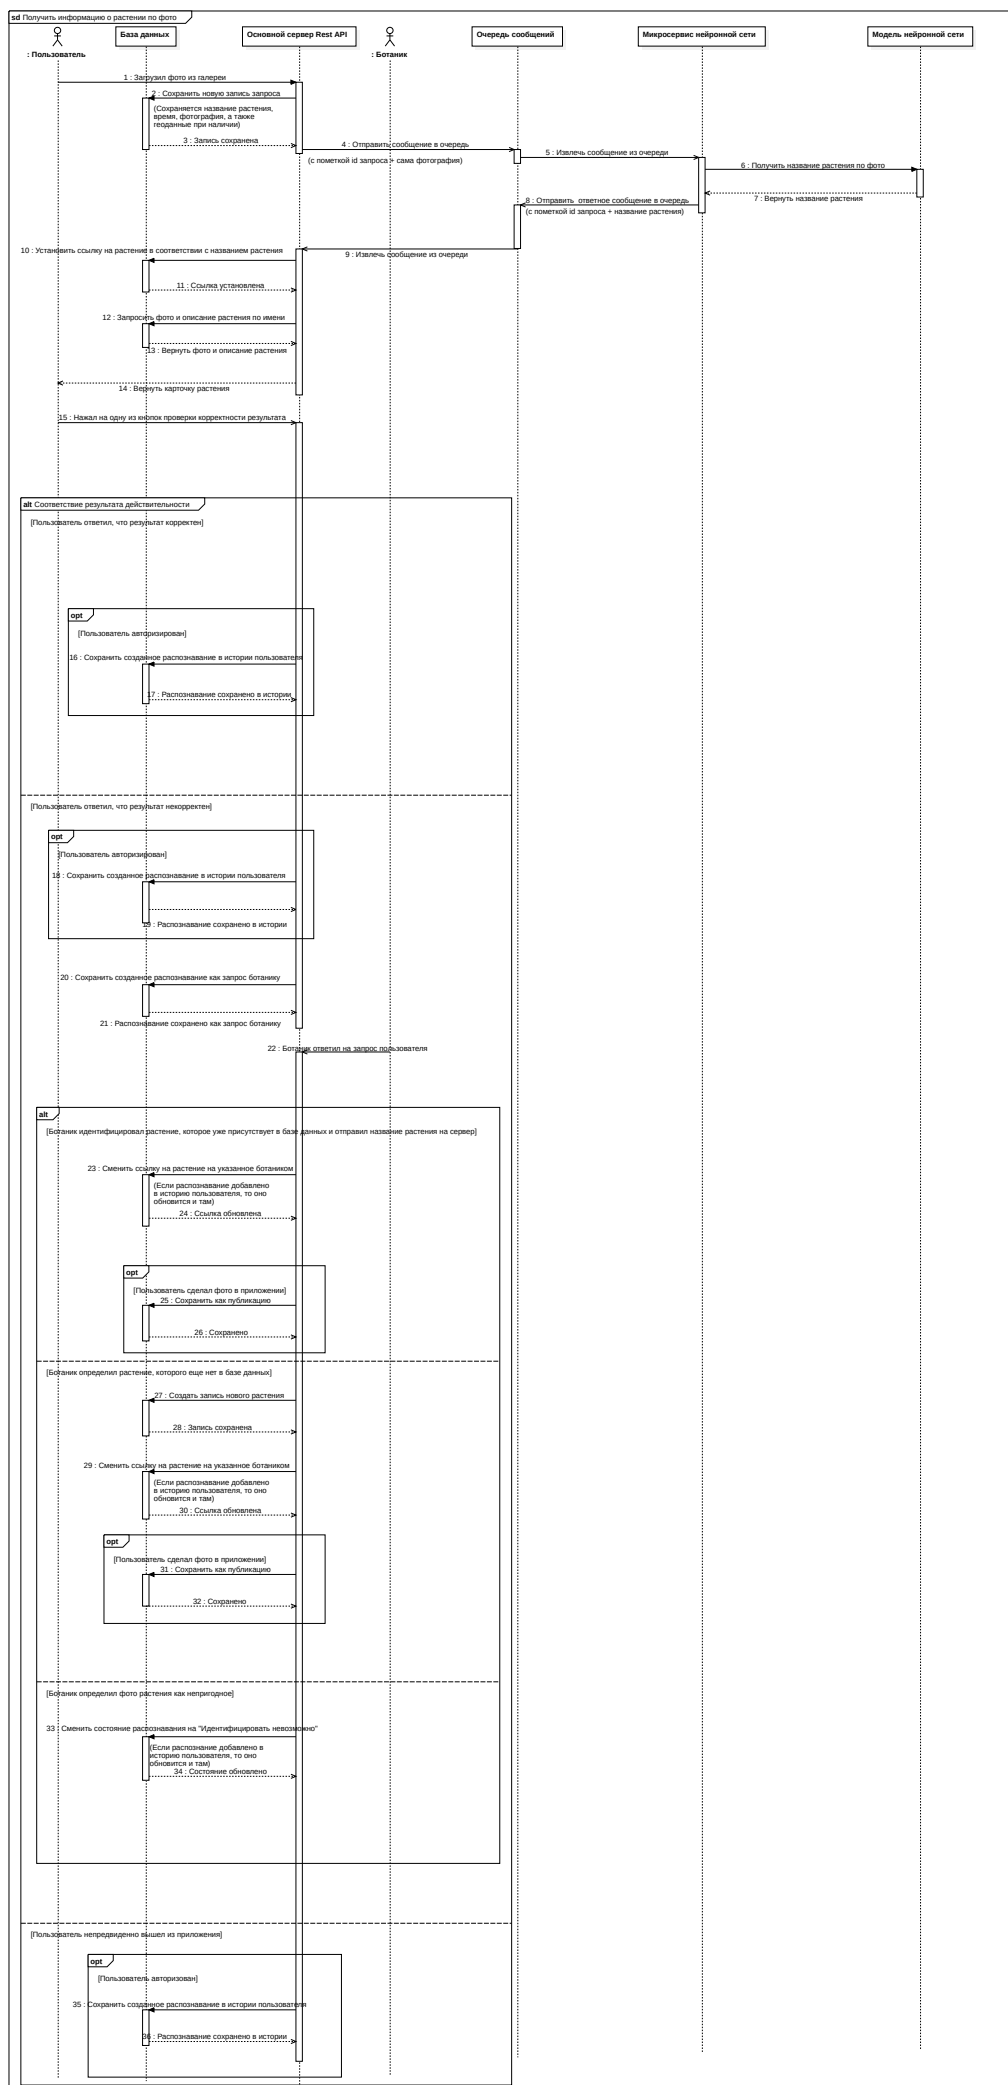 sd Получить информацию о растении по фото
: Пользователь
База данных
Основной сервер Rest API
: Ботаник
Очередь сообщений
Микросервис нейронной сети
Модель нейронной сети
1 : Загрузил фото из галереи
2 : Сохранить новую запись запроса
(Сохраняется название растения,
время, фотография, а также
геоданные при наличии)
3 : Запись сохранена
4 : Отправить сообщение в очередь
(с пометкой id запроса + сама фотография)
5 : Извлечь сообщение из очереди
6 : Получить название растения по фото
7 : Вернуть название растения
8 : Отправить ответное сообщение в очередь
(с пометкой id запроса + название растения)
9 : Извлечь сообщение из очереди
10 : Установить ссылку на растение в соответствии с названием растения
11 : Ссылка установлена
12 : Запросить фото и описание растения по имени
13 : Вернуть фото и описание растения
14 : Вернуть карточку растения
15 : Нажал на одну из кнопок проверки корректности результата
alt Соответствие результата действительности
[Пользователь ответил, что результат корректен]
opt
[Пользователь авторизирован]
16 : Сохранить созданное распознавание в истории пользователя
17 : Распознавание сохранено в истории
[Пользователь ответил, что результат некорректен]
opt
[Пользователь авторизирован]
18 : Сохранить созданное распознавание в истории пользователя
19 : Распознавание сохранено в истории
20 : Сохранить созданное распознавание как запрос ботанику
21 : Распознавание сохранено как запрос ботанику
22 : Ботаник ответил на запрос пользователя
alt
[Ботаник идентифицировал растение, которое уже присутствует в базе данных и отправил название растения на сервер]
23 : Сменить ссылку на растение на указанное ботаником
(Если распознавание добавлено
в историю пользователя, то оно
обновится и там)
24 : Ссылка обновлена
opt
[Пользователь сделал фото в приложении]
25 : Сохранить как публикацию
26 : Сохранено
[Ботаник определил растение, которого еще нет в базе данных]
27 : Создать запись нового растения
28 : Запись сохранена
29 : Сменить ссылку на растение на указанное ботаником
(Если распознавание добавлено
в историю пользователя, то оно
обновится и там)
30 : Ссылка обновлена
opt
[Пользователь сделал фото в приложении]
31 : Сохранить как публикацию
32 : Сохранено
[Ботаник определил фото растения как непригодное]
33 : Сменить состояние распознавания на "Идентифицировать невозможно"
(Если распознание добавлено в
историю пользователя, то оно
обновится и там)
34 : Состояние обновлено
[Пользователь непредвиденно вышел из приложения]
opt
[Пользователь авторизован]
35 : Сохранить созданное распознавание в истории пользователя
36 : Распознавание сохранено в истории